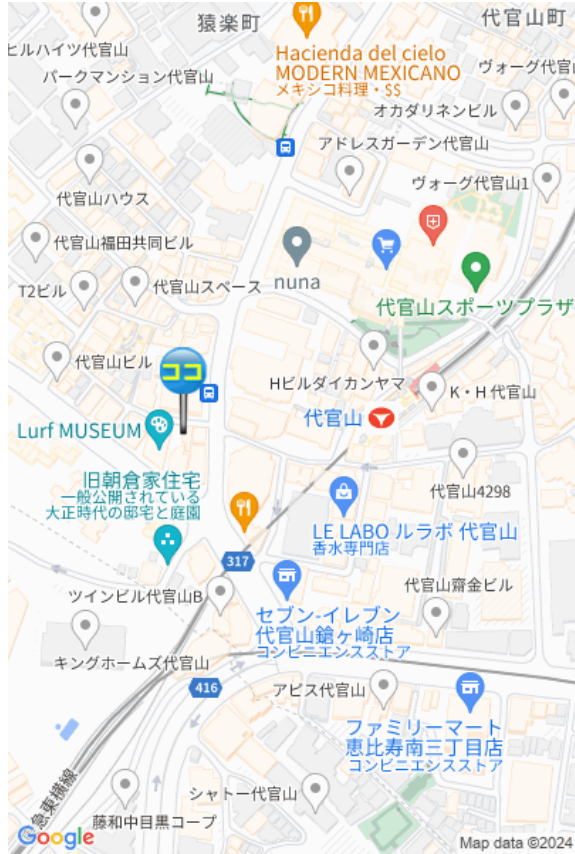 猿楽町
代官山町
ヒルハイツ代官山
Hacienda del cielo
MODERN MEXICANO
メキシコ料理・SS
パークマンション代官山
ヴォーグ代官山
オカダリネンビル
アドレスガーデン代官山
代官山ハウス
ヴォーグ代官山1
代官山福田共同ビル
T2ビル
代官山スペース
nuna
代官山スポーツプラザ
代官山ビル
ココ
Hビルダイカンヤマ
K・H 代官山
代官山
Lurf MUSEUM
旧朝倉家住宅
一般公開されている
大正時代の邸宅と庭園
代官山4298
LE LABO ルラボ 代官山
香水専門店
317
ツインビル代官山B
セブン-イレブン
代官山鎗ヶ崎店
コンビニエンスストア
代官山齋金ビル
キングホームズ代官山
416
アビス代官山
ファミリーマート
恵比寿南三丁目店
コンビニエンスストア
シャトー代官山
急東横線
藤和中目黒コープ
Google
Map data ©2024